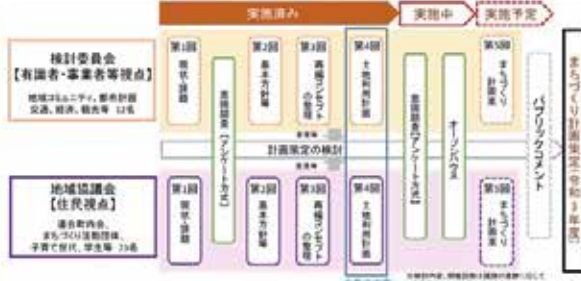 実施済み
実施中
実施予定
検討委員会
【有識者・事業者等視点】
地域コミュニティ、都市計画
交通、経済、観光等 12名
第1回
現状・課題
意識調査【アンケート方式】
第2回
基本方針等
第3回
再編コンセプトの整理
第4回
土地利用計画
意識調査【アンケート方式】
オープンハウス
第5回
まちづくり計画案
パブリックコメント
まちづくり計画策定(令和3年度)
計画策定の検討
地域協議会
【住民視点】
連合町内会、
まちづくり活動団体、
子育て世代、学生等
第1回
現状・課題
第2回
基本方針等
第3回
再編コンセプトの整理
第4回
土地利用計画
第5回
まちづくり計画案